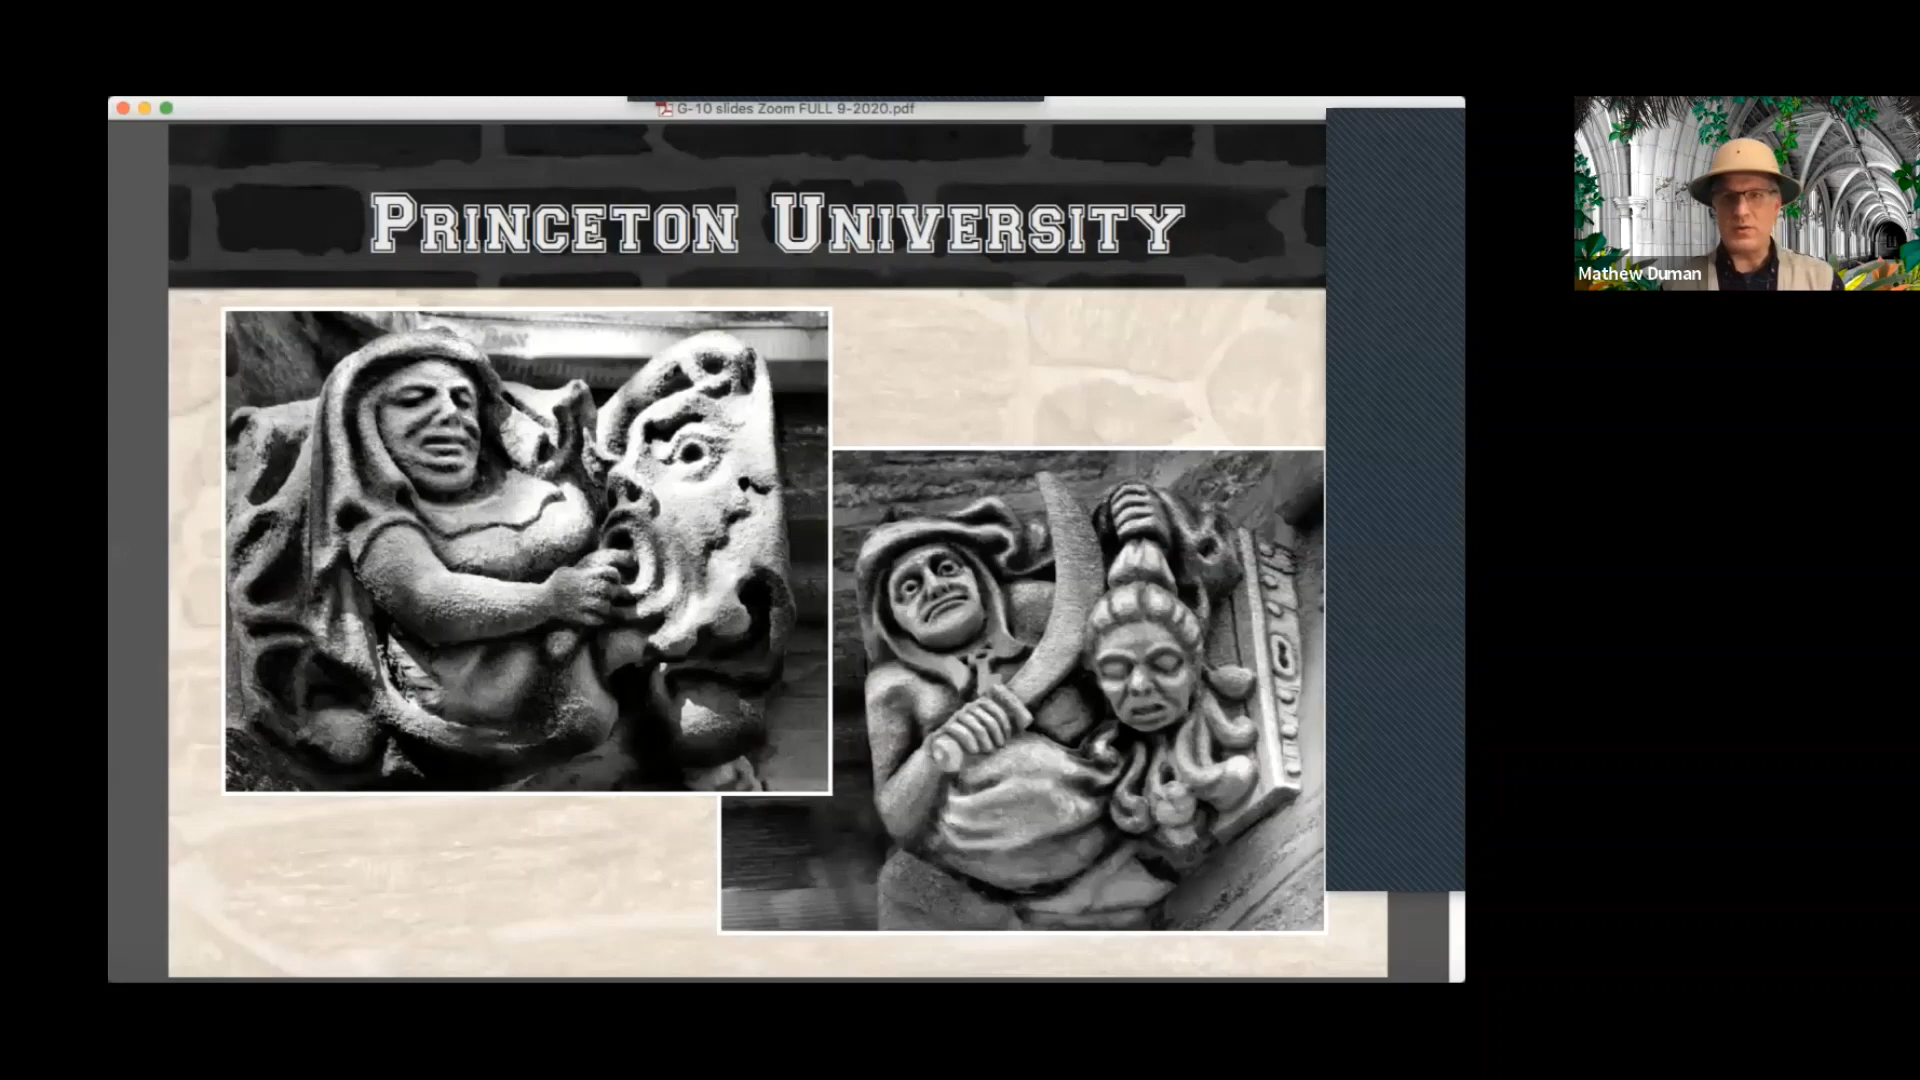 G-10 slides Zoom FULL 9-2020.pdf
PRINCETON UNIVERSITY
Mathew Duman